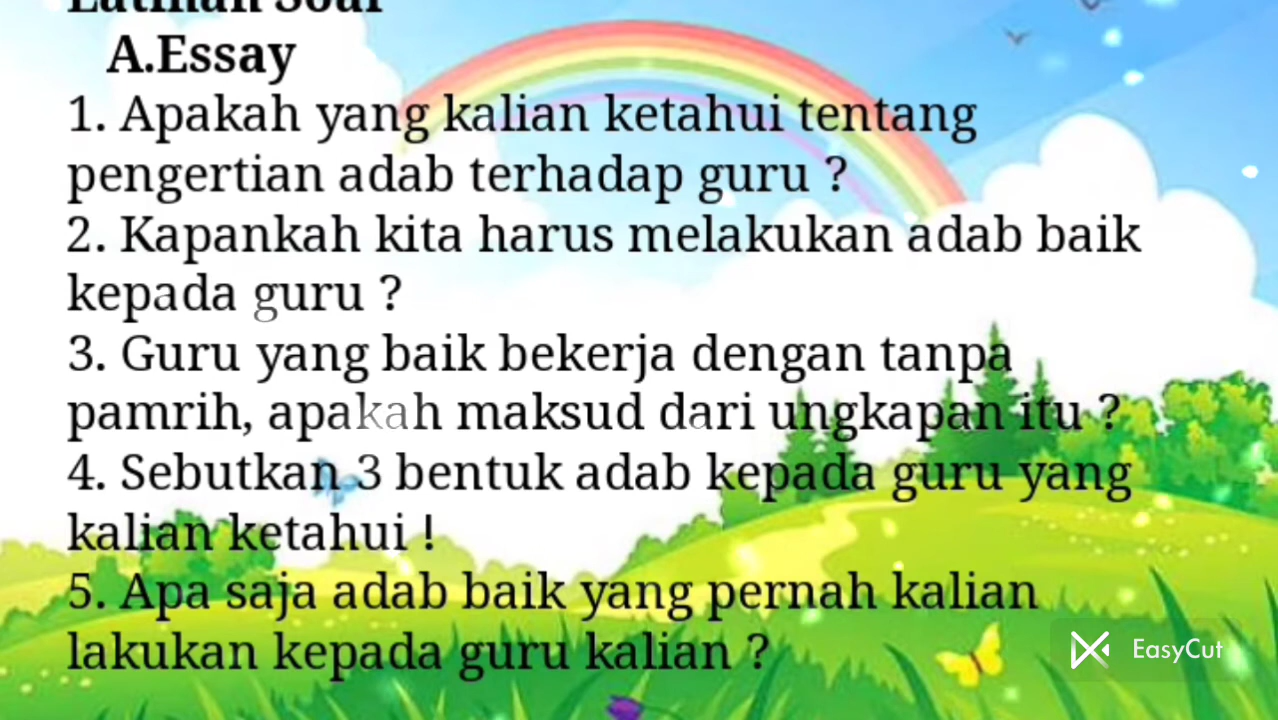 Latihan Soal
A.Essay
1. Apakah yang kalian ketahui tentang
pengertian adab terhadap guru ?
2. Kapankah kita harus melakukan adab baik
kepada guru ?
3. Guru yang baik bekerja dengan tanpa
pamrih, apakah maksud dari ungkapan itu ?
4. Sebutkan 3 bentuk adab kepada guru yang
kalian ketahui !
5. Apa saja adab baik yang pernah kalian
lakukan kepada guru kalian ?
EasyCut